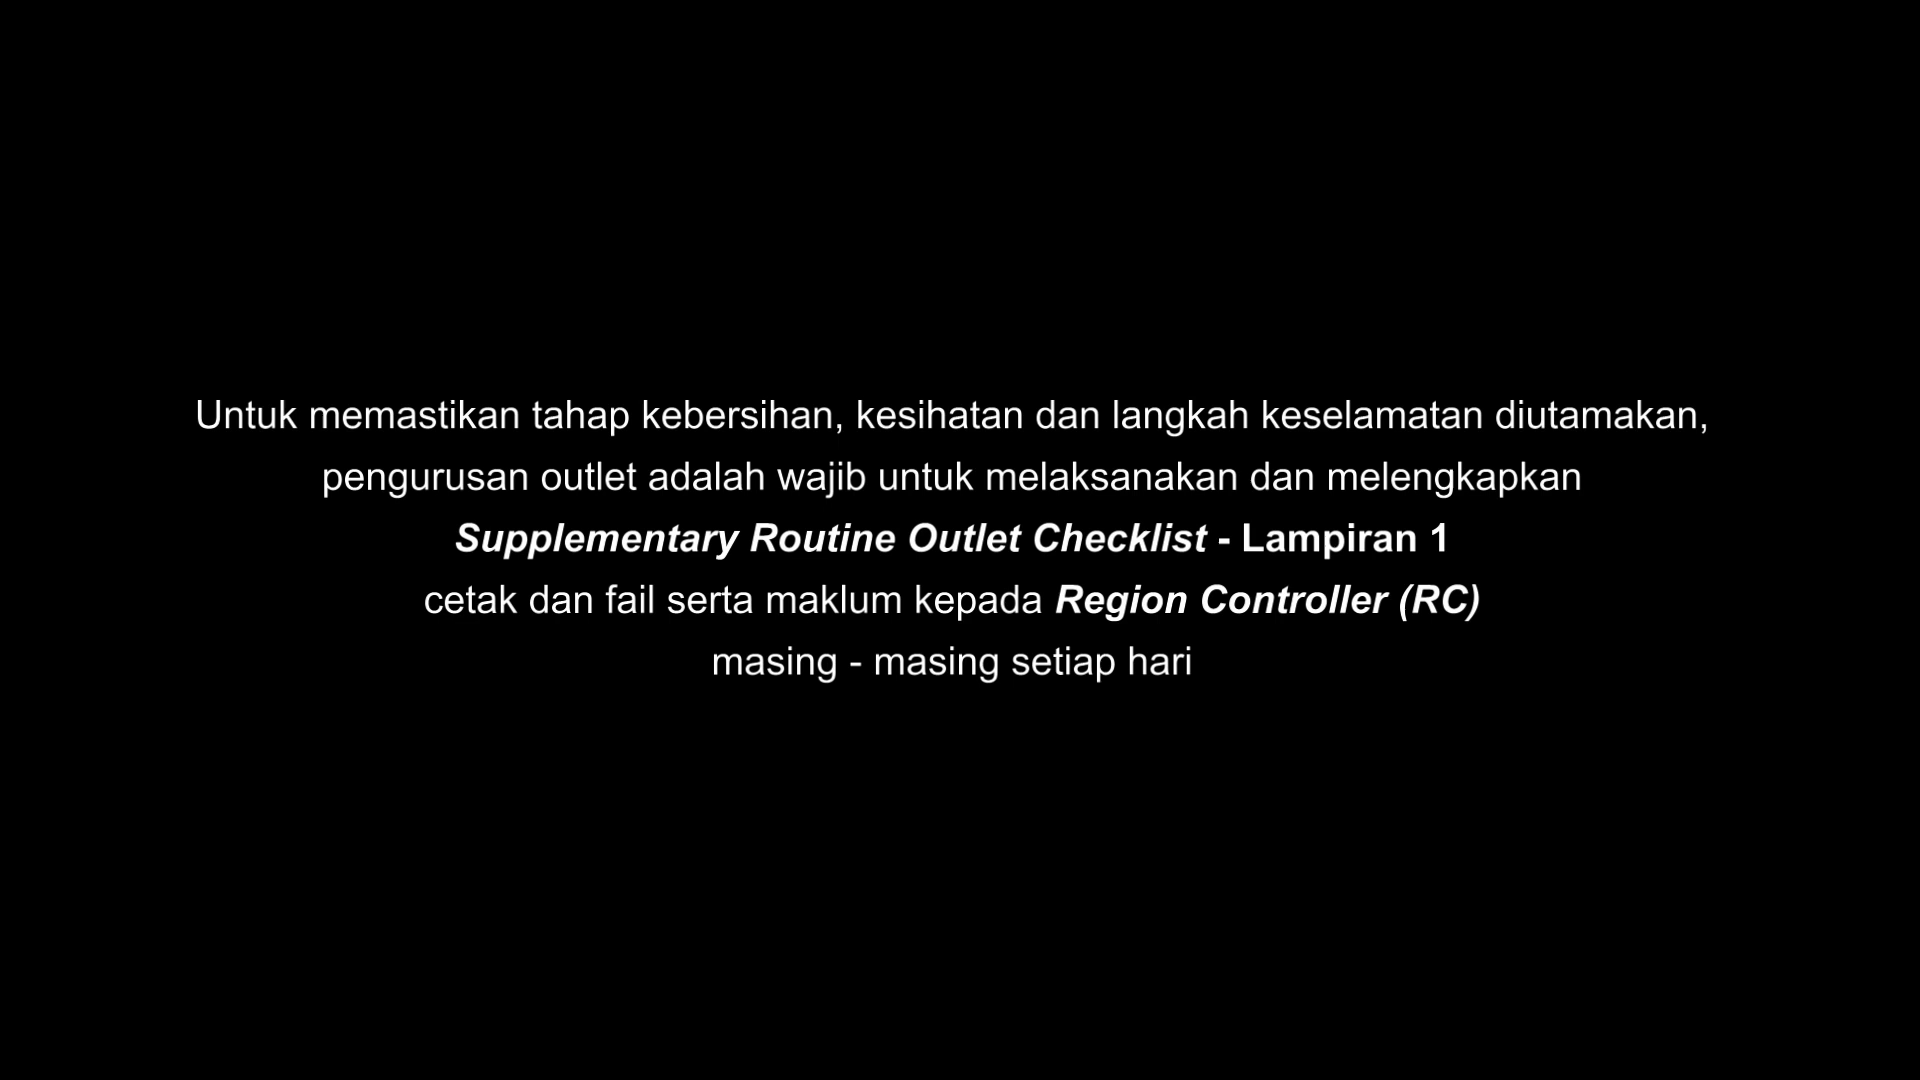 Untuk memastikan tahap kebersihan, kesihatan dan langkah keselamatan diutamakan,
pengurusan outlet adalah wajib untuk melaksanakan dan melengkapkan
Supplementary Routine Outlet Checklist - Lampiran 1
cetak dan fail serta maklum kepada Region Controller (RC)
masing - masing setiap hari